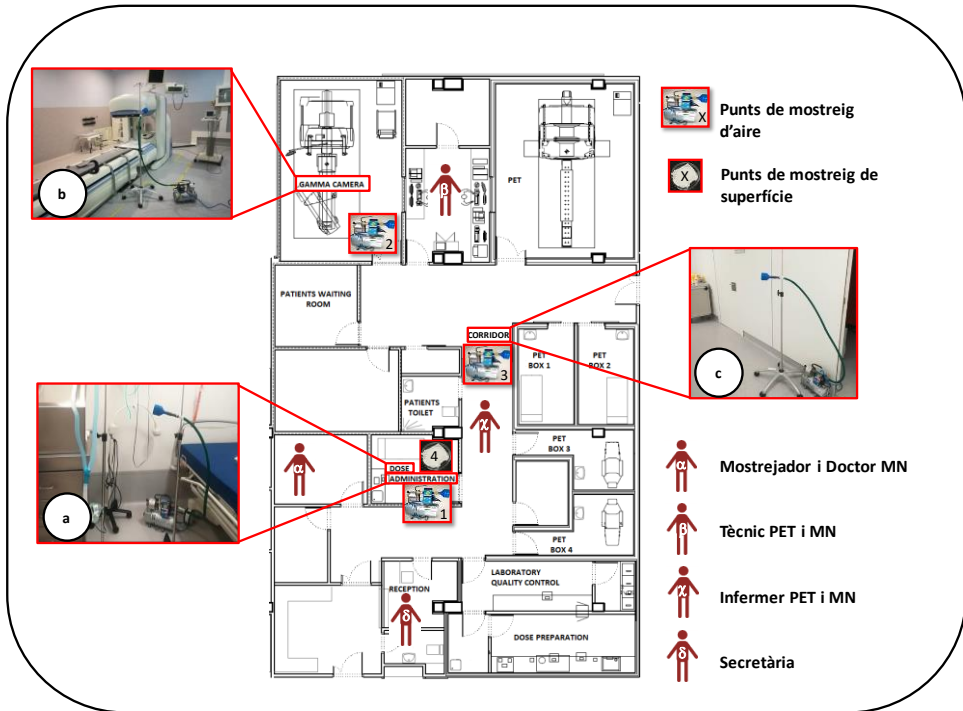 b
.GAMMA CAMERA
2
β
PET
X
Punts de mostreig
d'aire
X
Punts de mostreig de
superfície
PATIENTS WAITING
ROOM
CORRIDOR
3
PET
BOX 1
PET
BOX 2
c
PATIENTS
TOILET
χ
a
α
DOSE
ADMINISTRATION
4
1
PET
BOX 3
PET
BOX 4
RECEPTION
δ
LABORATORY
QUALITY CONTROL
DOSE PREPARATION
α
Mostrejador i Doctor MN
β
Tècnic PET i MN
χ
Infermer PET i MN
δ
Secretària